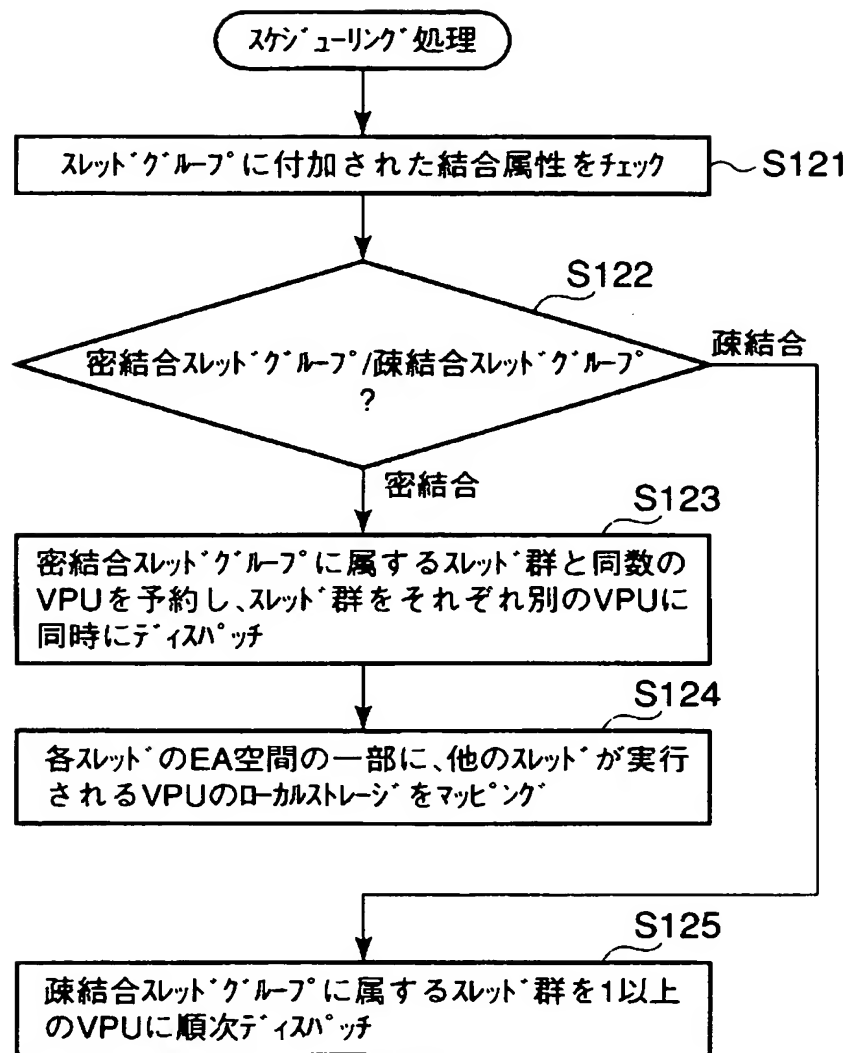 スケジューリング処理
スレッドグループに付加された結合属性をチェック
S121
S122
密結合スレッドグループ/疎結合スレッドグループ
?
疎結合
密結合
S123
密結合スレッドグループに属するスレッド群と同数の
VPUを予約し、スレッド群をそれぞれ別のVPUに
同時にディスパッチ
S124
各スレッドのEA空間の一部に、他のスレッドが実行
されるVPUのローカルストレージをマッピング
S125
疎結合スレッドグループに属するスレッド群を1以上
のVPUに順次ディスパッチ